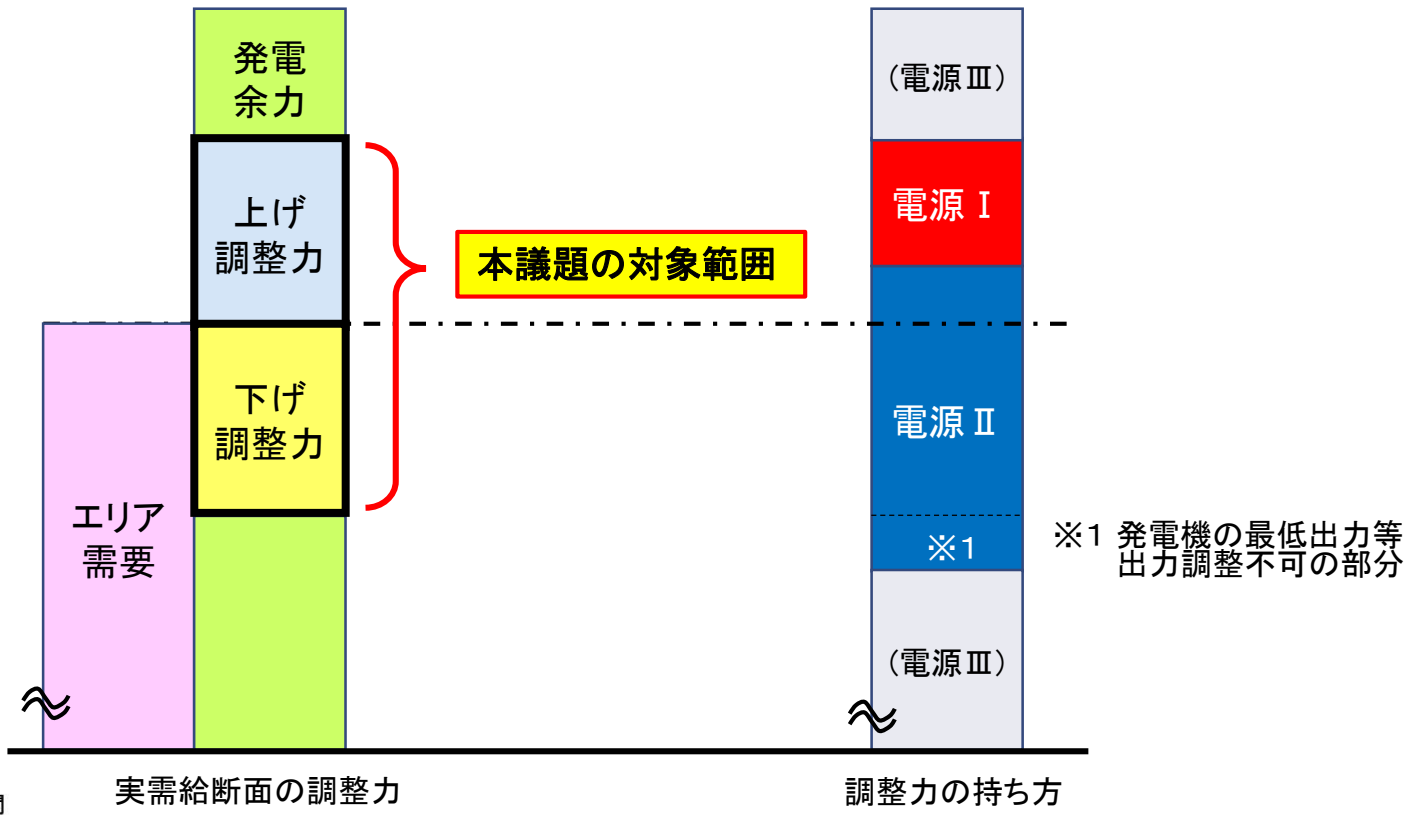 発電
余力
上げ
調整力
下げ
調整力
エリア
需要
本議題の対象範囲
(電源Ⅲ)
電源Ⅰ
電源Ⅱ
※1
(電源Ⅲ)
※1 発電機の最低出力等
出力調整不可の部分
実需給断面の調整力
調整力の持ち方